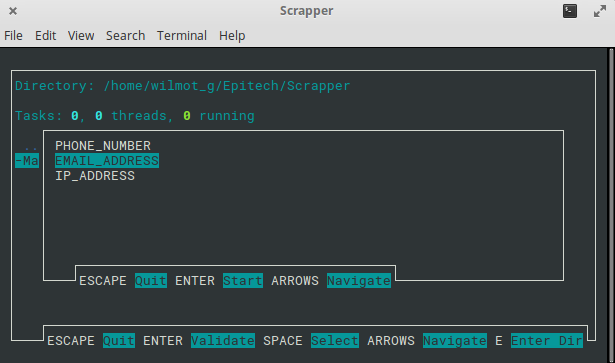 Scrapper
File Edit View Search Terminal Help
Directory: /home/wilmot_g/Epitech/Scrapper
Tasks: 0, 0 threads, 0 running
..
PHONE_NUMBER
-Ma EMAIL_ADDRESS
IP_ADDRESS
ESCAPE Quit ENTER Start ARROWS Navigate
ESCAPE Quit ENTER Validate SPACE Select ARROWS Navigate E Enter Dir